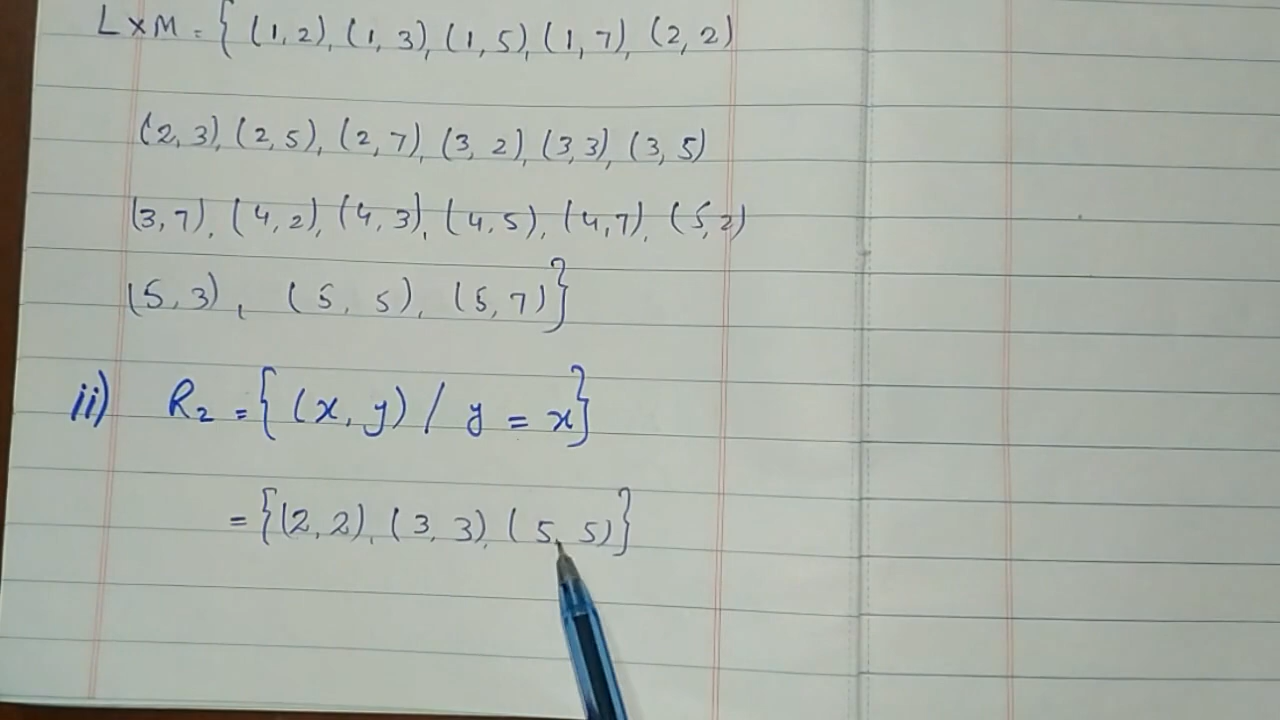 L×M = { (1, 2), (1, 3), (1, 5), (1, 7), (2, 2)
(2, 3), (2, 5), (2, 7), (3, 2), (3, 3), (3, 5)
(3, 7), (4, 2), (4, 3), (4, 5), (4, 7), (5, 2)
(5, 3), (5, 5), (5, 7)}
ii) R₂ = { (x, y) / y = x}
= {(2, 2), (3, 3), (5, 5)}